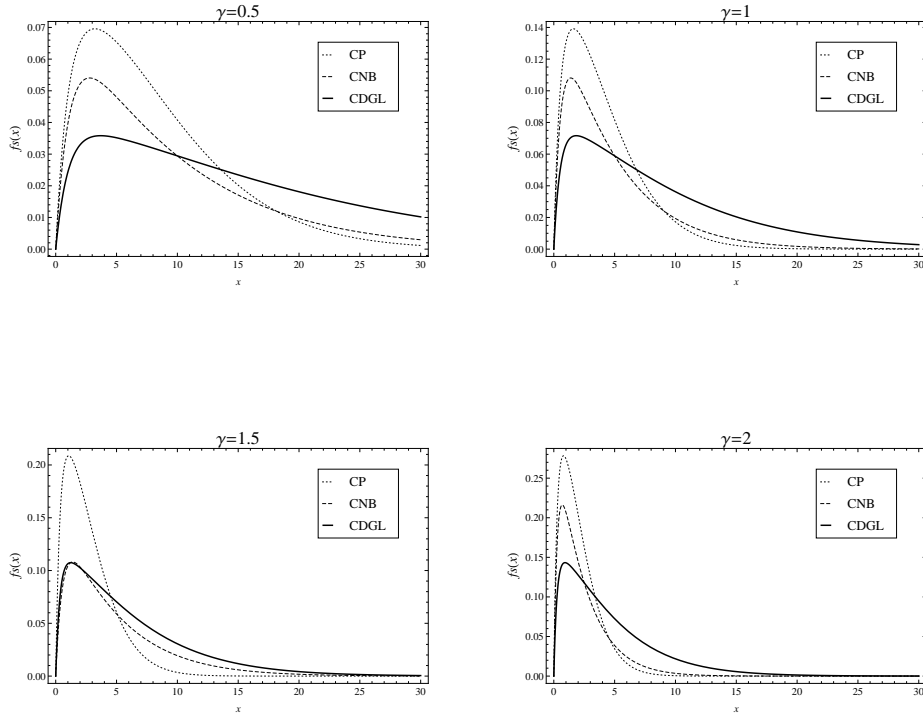 γ=0.5
0.07
0.06
0.05
0.04
0.03
0.02
0.01
0.00
fs(x)
0 5 10 15 20 25 30
x
CP
CNB
CDGL
γ=1
0.14
0.12
0.10
0.08
0.06
0.04
0.02
0.00
fs(x)
0 5 10 15 20 25 30
x
CP
CNB
CDGL
γ=1.5
0.20
0.15
0.10
0.05
0.00
fs(x)
0 5 10 15 20 25 30
x
CP
CNB
CDGL
γ=2
0.25
0.20
0.15
0.10
0.05
0.00
fs(x)
0 5 10 15 20 25 30
x
CP
CNB
CDGL